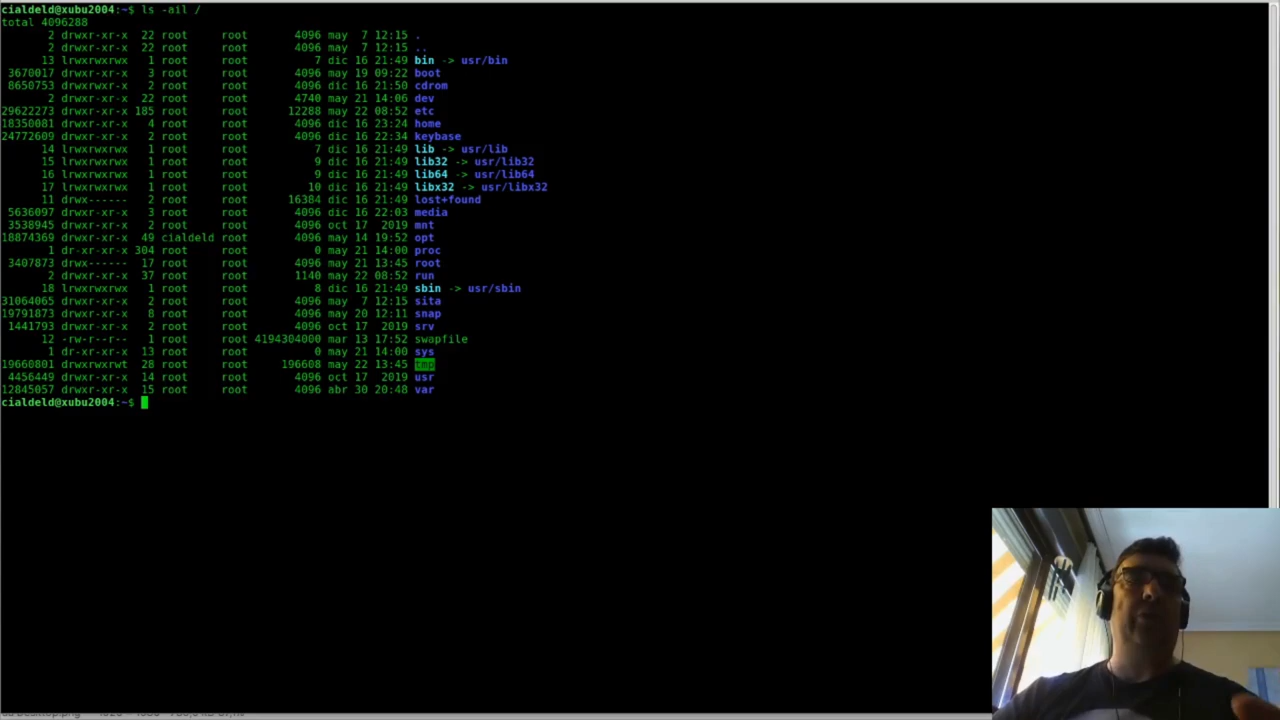 cialdeld@xubu2004:~$ ls -ail /
total 4096288
2 drwxr-xr-x 22 root root 4096 may 7 12:15 .
2 drwxr-xr-x 22 root root 4096 may 7 12:15 ..
13 lrwxrwxrwx 1 root root 7 dic 16 21:49 bin -> usr/bin
3670017 drwxr-xr-x 3 root root 4096 may 19 09:22 boot
8650753 drwxrwxr-x 2 root root 4096 dic 16 21:50 cdrom
2 drwxr-xr-x 22 root root 4740 may 21 14:06 dev
29622273 drwxr-xr-x 185 root root 12288 may 22 08:52 etc
18350081 drwxr-xr-x 4 root root 4096 dic 16 23:24 home
24772609 drwxr-xr-x 2 root root 4096 dic 16 22:34 keybase
14 lrwxrwxrwx 1 root root 7 dic 16 21:49 lib -> usr/lib
15 lrwxrwxrwx 1 root root 9 dic 16 21:49 lib32 -> usr/lib32
16 lrwxrwxrwx 1 root root 9 dic 16 21:49 lib64 -> usr/lib64
17 lrwxrwxrwx 1 root root 10 dic 16 21:49 libx32 -> usr/libx32
11 drwx------ 2 root root 16384 dic 16 21:49 lost+found
5636097 drwxr-xr-x 3 root root 4096 dic 16 22:03 media
3538945 drwxr-xr-x 2 root root 4096 oct 17 2019 mnt
18874369 drwxr-xr-x 49 cialdeld root 4096 may 14 19:52 opt
1 dr-xr-xr-x 304 root root 0 may 21 14:00 proc
3407873 drwx------ 17 root root 4096 may 21 13:45 root
2 drwxr-xr-x 37 root root 1140 may 22 08:52 run
18 lrwxrwxrwx 1 root root 8 dic 16 21:49 sbin -> usr/sbin
31064065 drwxr-xr-x 2 root root 4096 may 7 12:15 sita
19791873 drwxr-xr-x 8 root root 4096 may 20 12:11 snap
1441793 drwxr-xr-x 2 root root 4096 oct 17 2019 srv
12 -rw-r--r-- 1 root root 4194304000 mar 13 17:52 swapfile
1 dr-xr-xr-x 13 root root 0 may 21 14:00 sys
19660801 drwxrwxrwt 28 root root 196608 may 22 13:45 tmp
4456449 drwxr-xr-x 14 root root 4096 oct 17 2019 usr
12845057 drwxr-xr-x 15 root root 4096 abr 30 20:48 var
cialdeld@xubu2004:~$